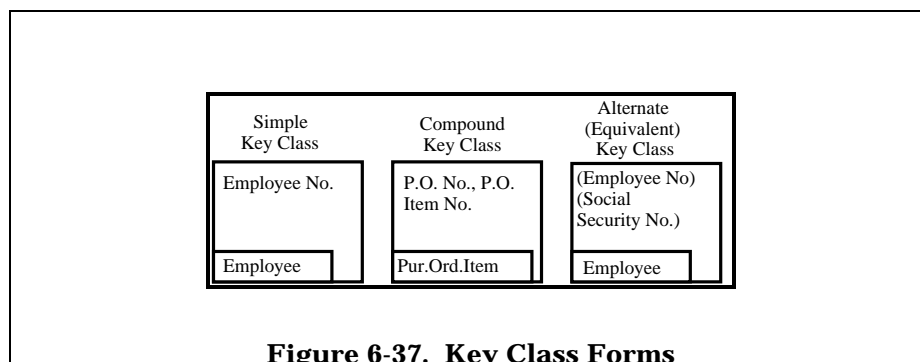 Simple
Key Class
Compound
Key Class
Alternate
(Equivalent)
Key Class
Employee No.
P.O. No., P.O.
Item No.
(Employee No)
(Social
Security No.)
Employee
Pur.Ord.Item
Employee
Figure 6-37. Key Class Forms